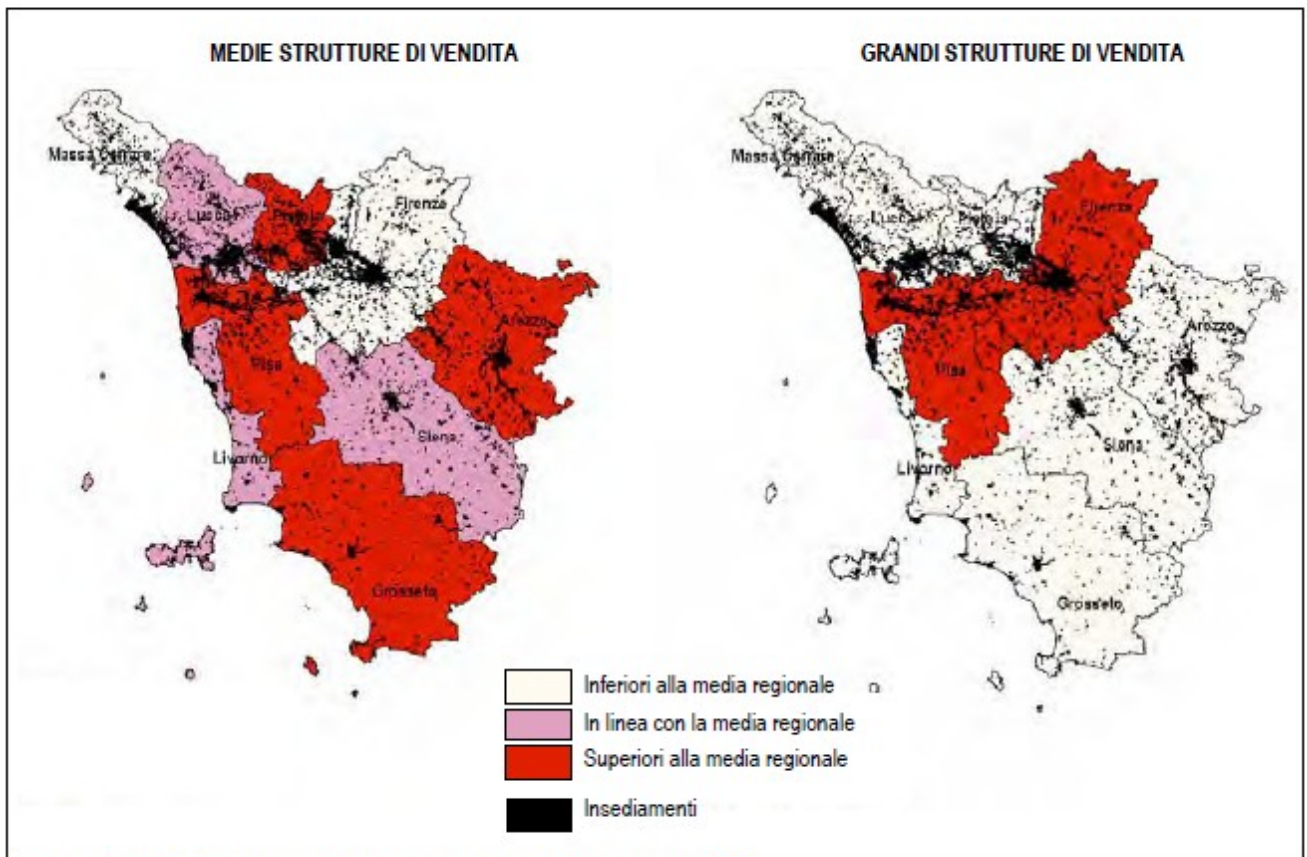 MEDIE STRUTTURE DI VENDITA
GRANDI STRUTTURE DI VENDITA
Massa Carrara
Lucca
Pistoia
Firenze
Arezzo
Pisa
Siena
Livorno
Grosseto
Massa Carrara
Lucca
Pistoia
Firenze
Arezzo
Pisa
Siena
Livorno
Grosseto
Inferiori alla media regionale
In linea con la media regionale
Superiori alla media regionale
Insediamenti